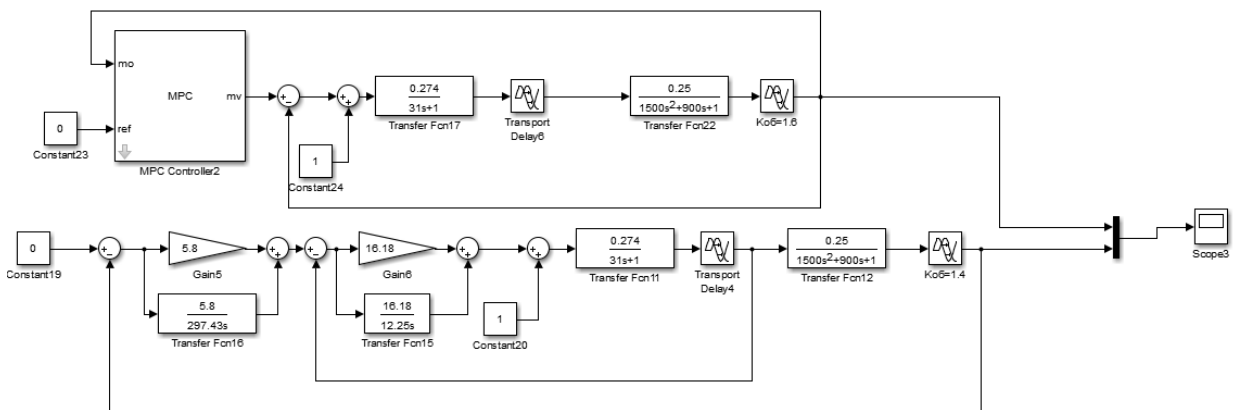 mo
MPC
mv
ref
MPC Controller2
0
Constant23
1
Constant24
0.274
31s+1
Transfer Fcn17
Transport
Delay6
0.25
1500s²+900s+1
Transfer Fcn22
Коб=1.6
0
Constant19
5.8
Gain5
5.8
297.43s
Transfer Fcn16
16.18
Gain6
16.18
12.25s
Transfer Fcn15
1
Constant20
0.274
31s+1
Transfer Fcn11
Transport
Delay4
0.25
1500s²+900s+1
Transfer Fcn12
Коб=1.4
Scope3